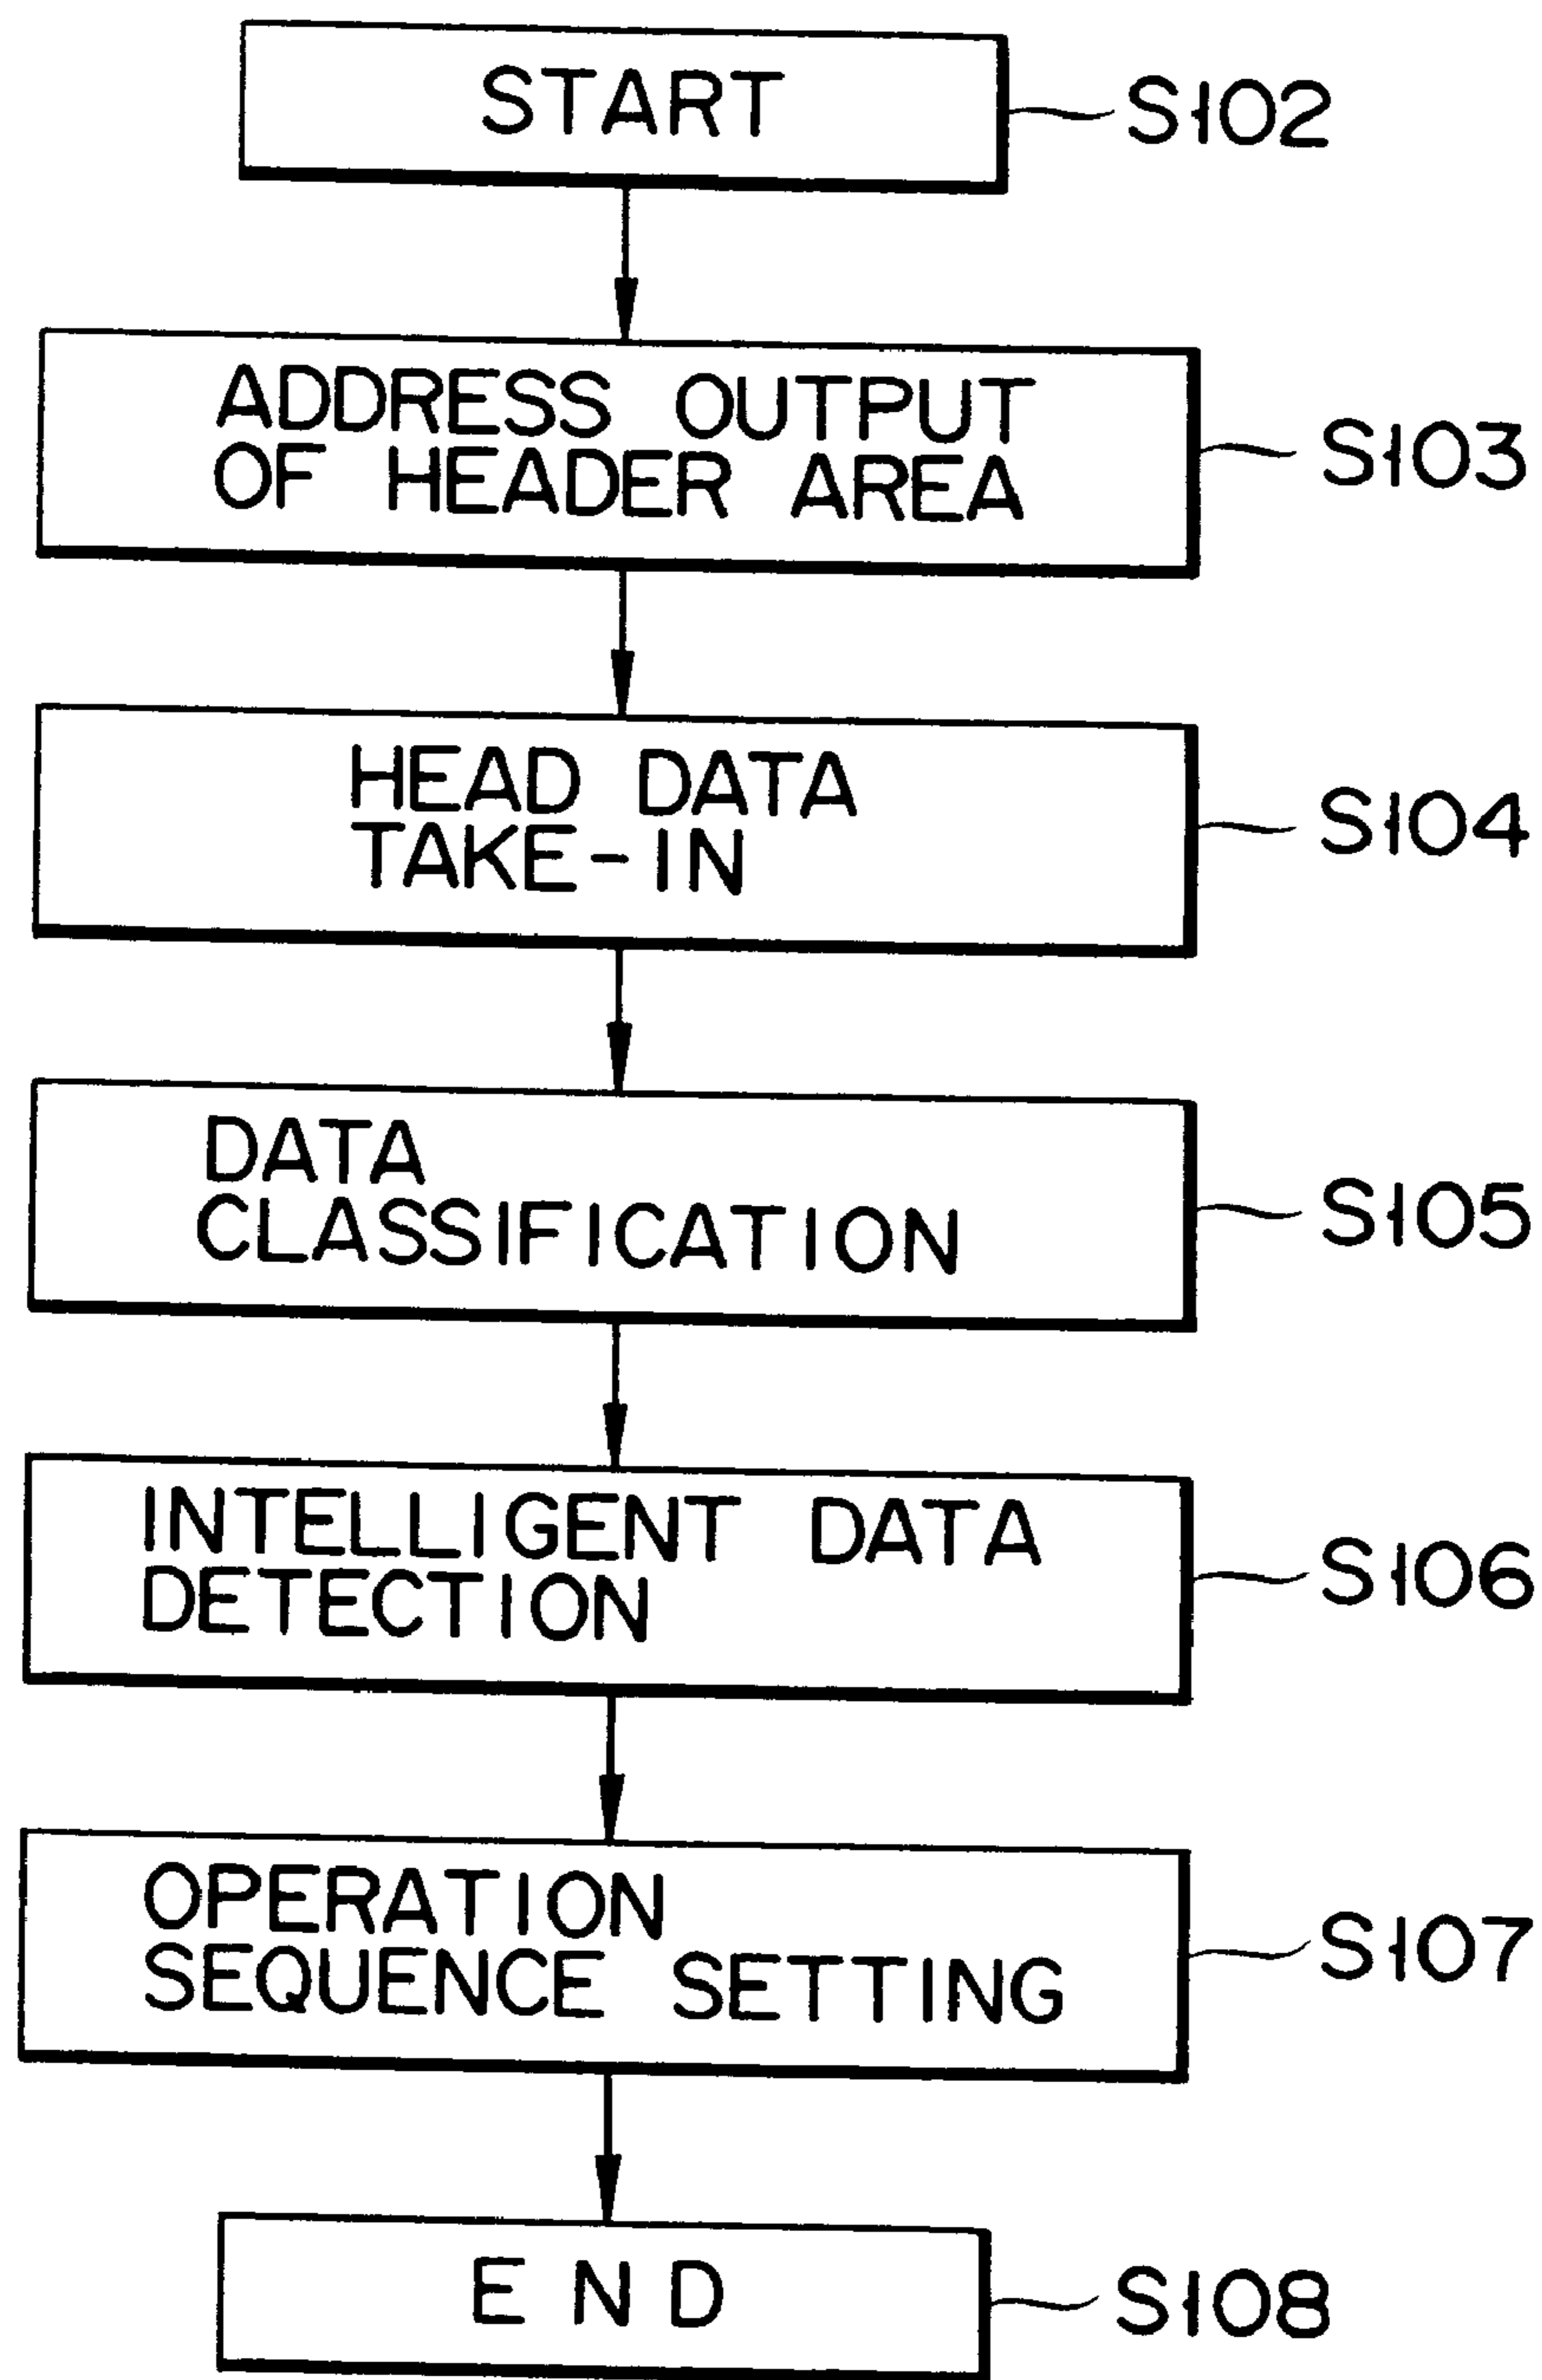 START
S102
ADDRESS OUTPUT
OF HEADER AREA
S103
HEAD DATA
TAKE-IN
S104
DATA
CLASSIFICATION
S105
INTELLIGENT DATA
DETECTION
S106
OPERATION
SEQUENCE SETTING
S107
END
S108